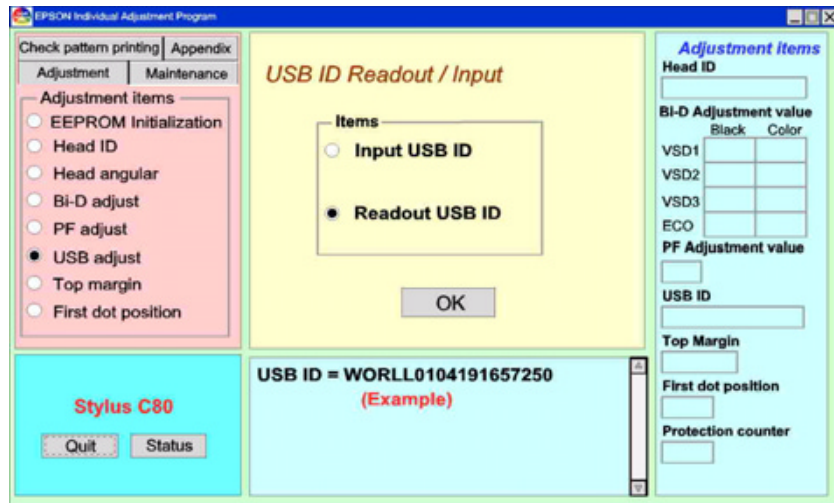 EPSON Individual Adjustment Program
Check pattern printing Appendix
Adjustment Maintenance
Adjustment items
EEPROM Initialization
Head ID
Head angular
Bi-D adjust
PF adjust
USB adjust
Top margin
First dot position
Stylus C80
Quit Status
USB ID Readout / Input
Items
Input USB ID
Readout USB ID
OK
USB ID = WORLL0104191657250
(Example)
Adjustment items
Head ID
Bi-D Adjustment value
Black Color
VSD1
VSD2
VSD3
ECO
PF Adjustment value
USB ID
Top Margin
First dot position
Protection counter